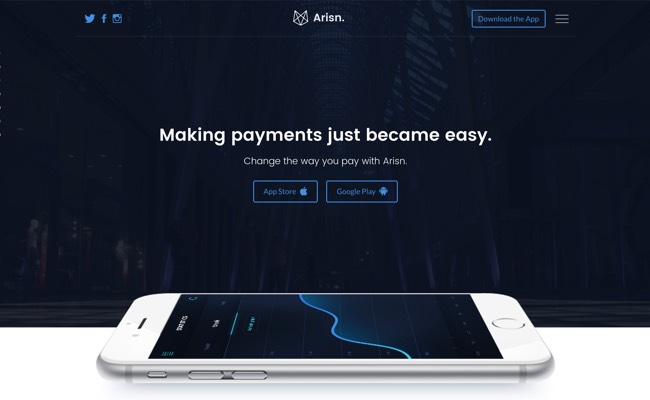 Arisn.
Download the App
Making payments just became easy.
Change the way you pay with Arisn.
App Store
Google Play